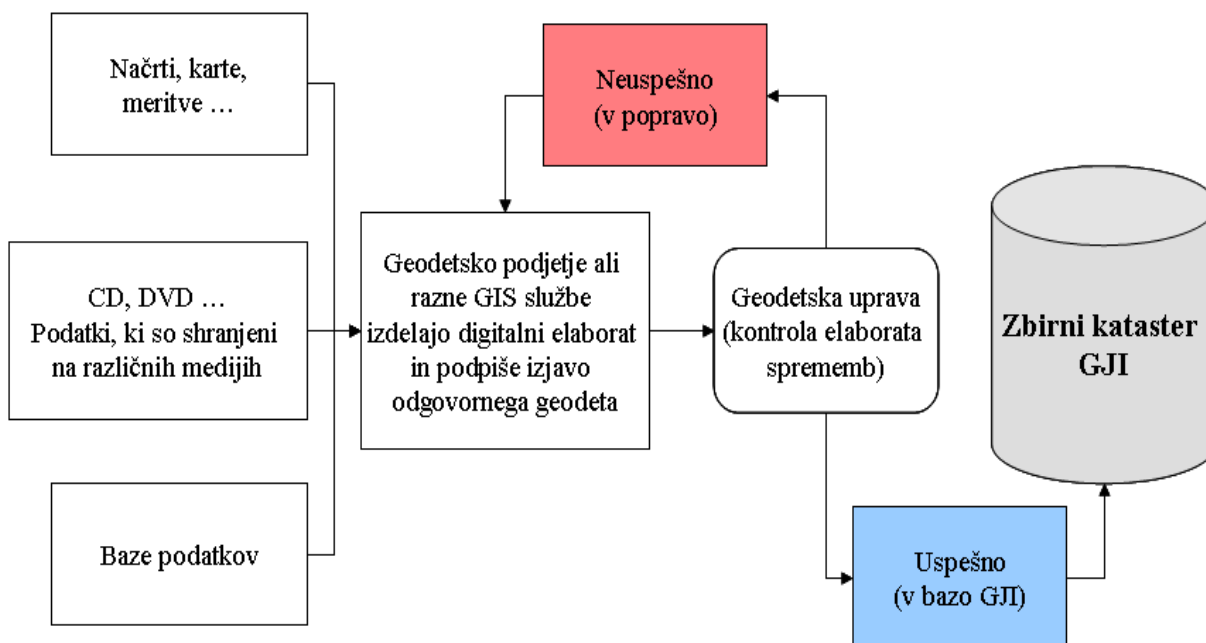 Načrti, karte,
meritve …
CD, DVD …
Podatki, ki so shranjeni
na različnih medijih
Baze podatkov
Neuspešno
(v popravo)
Geodetsko podjetje ali
razne GIS službe
izdelajo digitalni elaborat
in podpiše izjavo
odgovornega geodeta
Geodetska uprava
(kontrola elaborata
sprememb)
Uspešno
(v bazo GJI)
Zbirni kataster
GJI